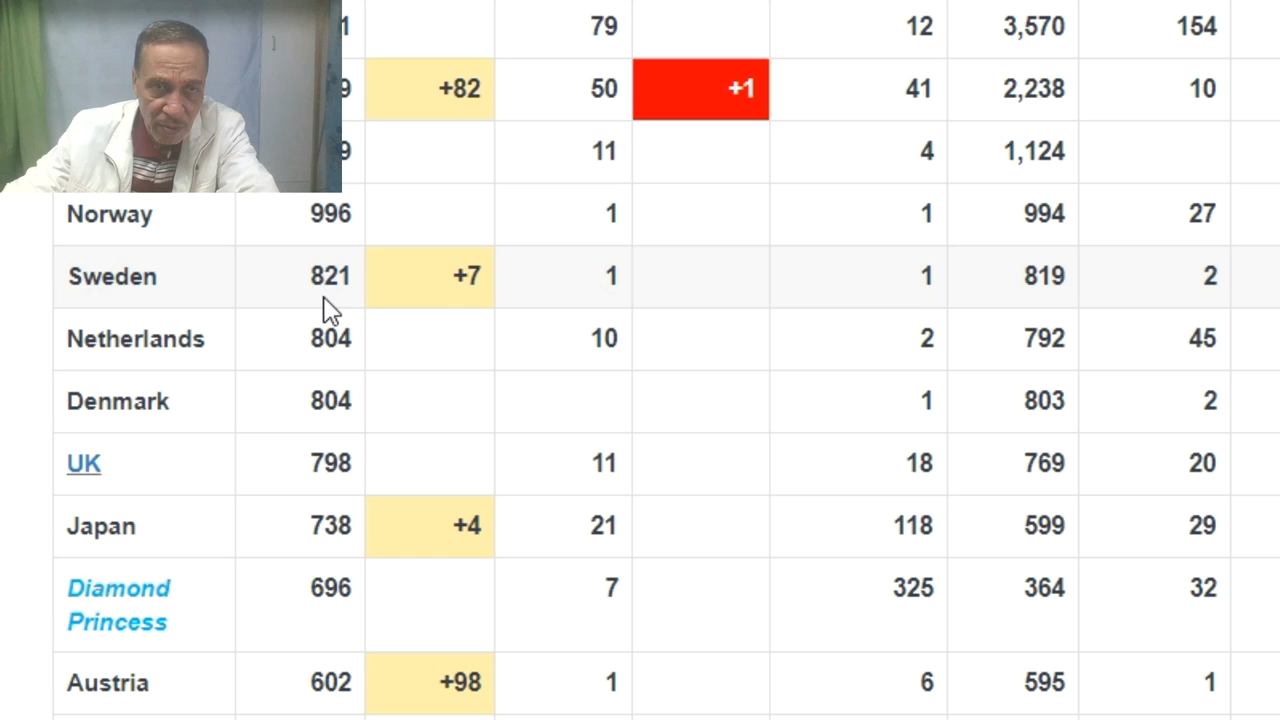 1 79 12 3,570 154
9 +82 50 +1 41 2,238 10
9 11 4 1,124
Norway 996 1 1 994 27
Sweden 821 +7 1 1 819 2
Netherlands 804 10 2 792 45
Denmark 804 1 803 2
UK 798 11 18 769 20
Japan 738 +4 21 118 599 29
Diamond
Princess 696 7 325 364 32
Austria 602 +98 1 6 595 1